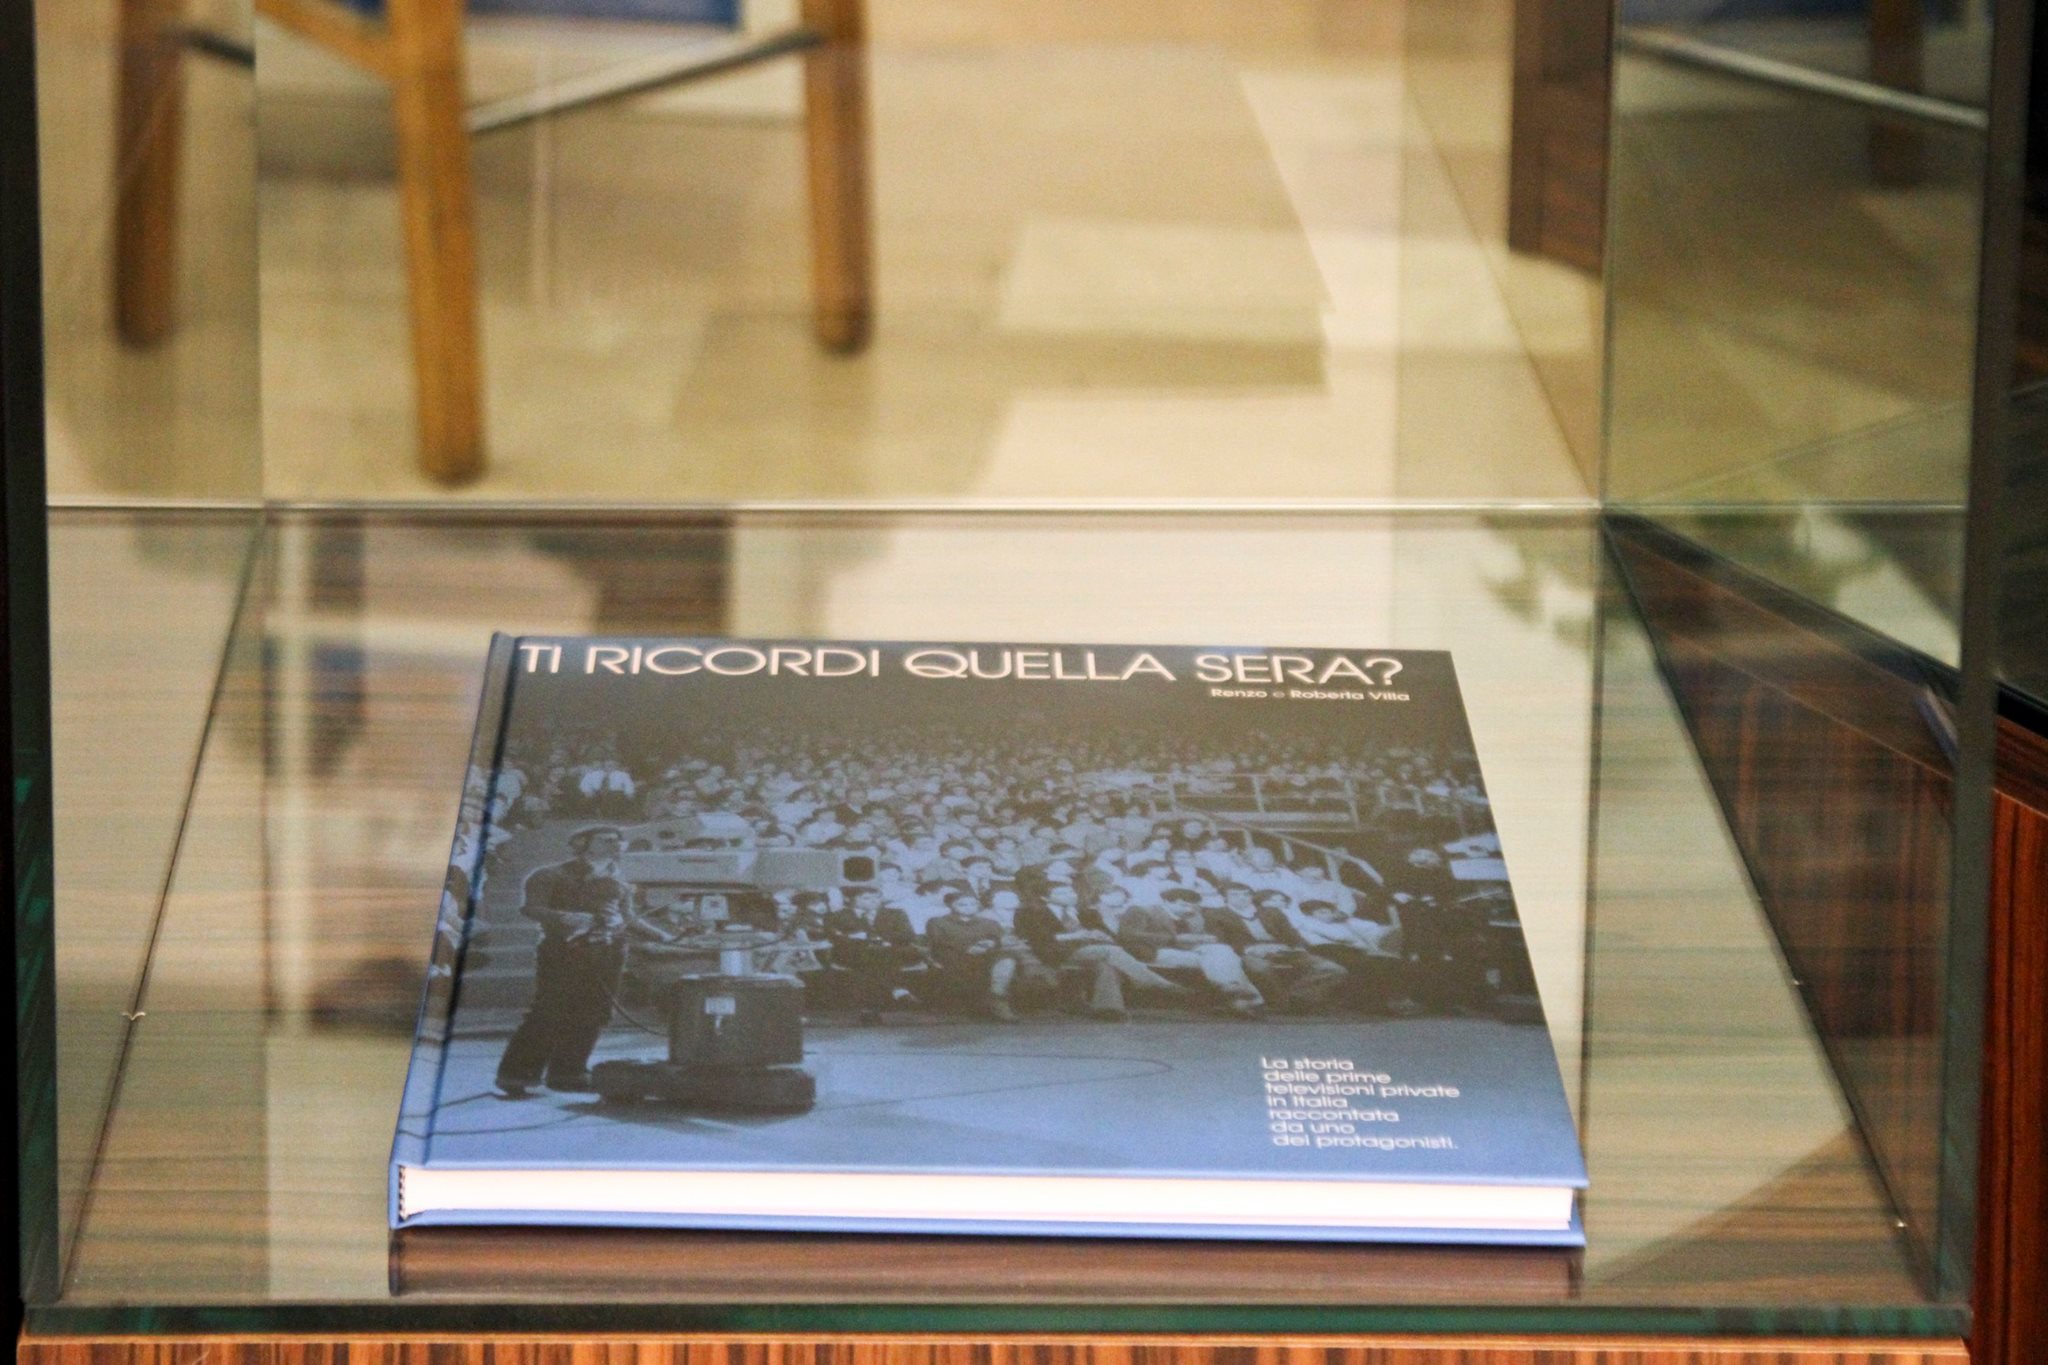 TI RICORDI QUELLA SERA?
Renzo e Roberta Villa
La storia
delle prime
televisioni private
in Italia
raccontata
da uno
dei protagonisti.